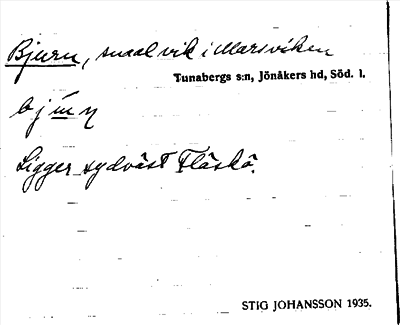 Bjurn, smal vik i Marsviken
Tunabergs s:n, Jönåkers hd, Söd. l.
Ligger sydväst Fläskö.
STIG JOHANSSON 1935.